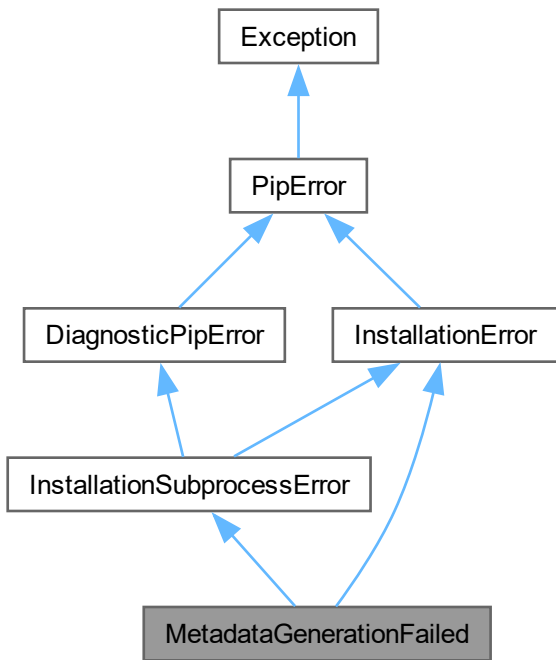 Exception
PipError
DiagnosticPipError
InstallationError
InstallationSubprocessError
MetadataGenerationFailed